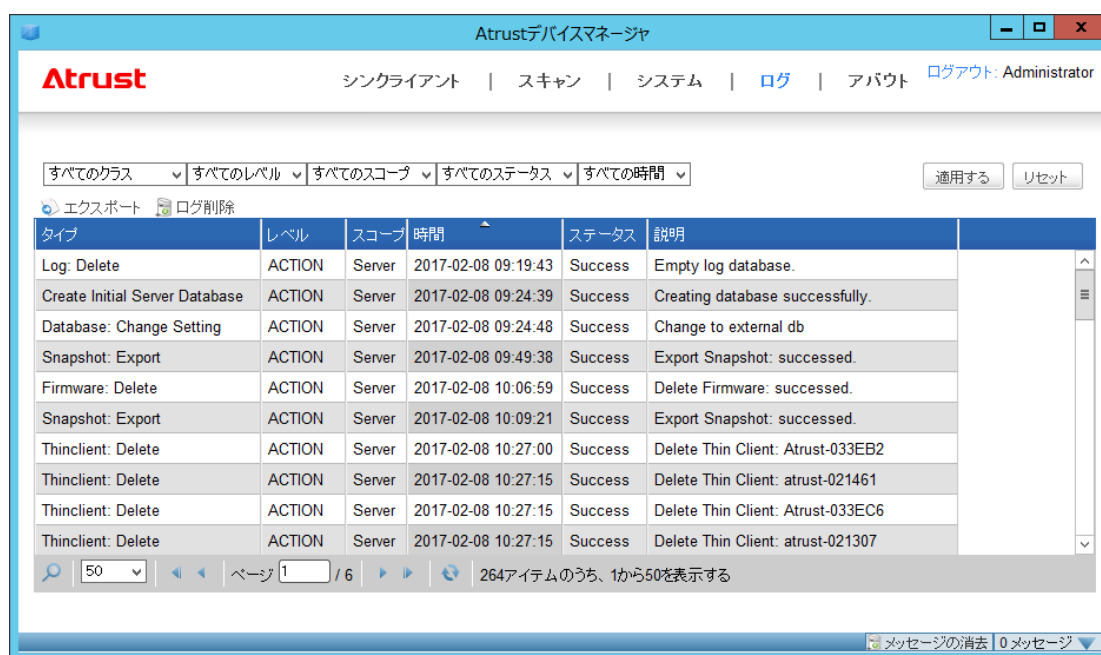 Atrustデバイスマネージャ
Atrust
シンクライアント | スキャン | システム | ログ | アバウト
ログアウト: Administrator
すべてのクラス すべてのレベル すべてのスコープ すべてのステータス すべての時間 適用する リセット
エクスポート ログ削除
タイプ レベル スコープ 時間 ステータス 説明
Log: Delete ACTION Server 2017-02-08 09:19:43 Success Empty log database.
Create Initial Server Database ACTION Server 2017-02-08 09:24:39 Success Creating database successfully.
Database: Change Setting ACTION Server 2017-02-08 09:24:48 Success Change to external db
Snapshot: Export ACTION Server 2017-02-08 09:49:38 Success Export Snapshot: successed.
Firmware: Delete ACTION Server 2017-02-08 10:06:59 Success Delete Firmware: successed.
Snapshot: Export ACTION Server 2017-02-08 10:09:21 Success Export Snapshot: successed.
Thinclient: Delete ACTION Server 2017-02-08 10:27:00 Success Delete Thin Client: Atrust-033EB2
Thinclient: Delete ACTION Server 2017-02-08 10:27:15 Success Delete Thin Client: atrust-021461
Thinclient: Delete ACTION Server 2017-02-08 10:27:15 Success Delete Thin Client: Atrust-033EC6
Thinclient: Delete ACTION Server 2017-02-08 10:27:15 Success Delete Thin Client: atrust-021307
50 ページ 1 / 6 264アイテムのうち、1から50を表示する
メッセージの消去 0 メッセージ